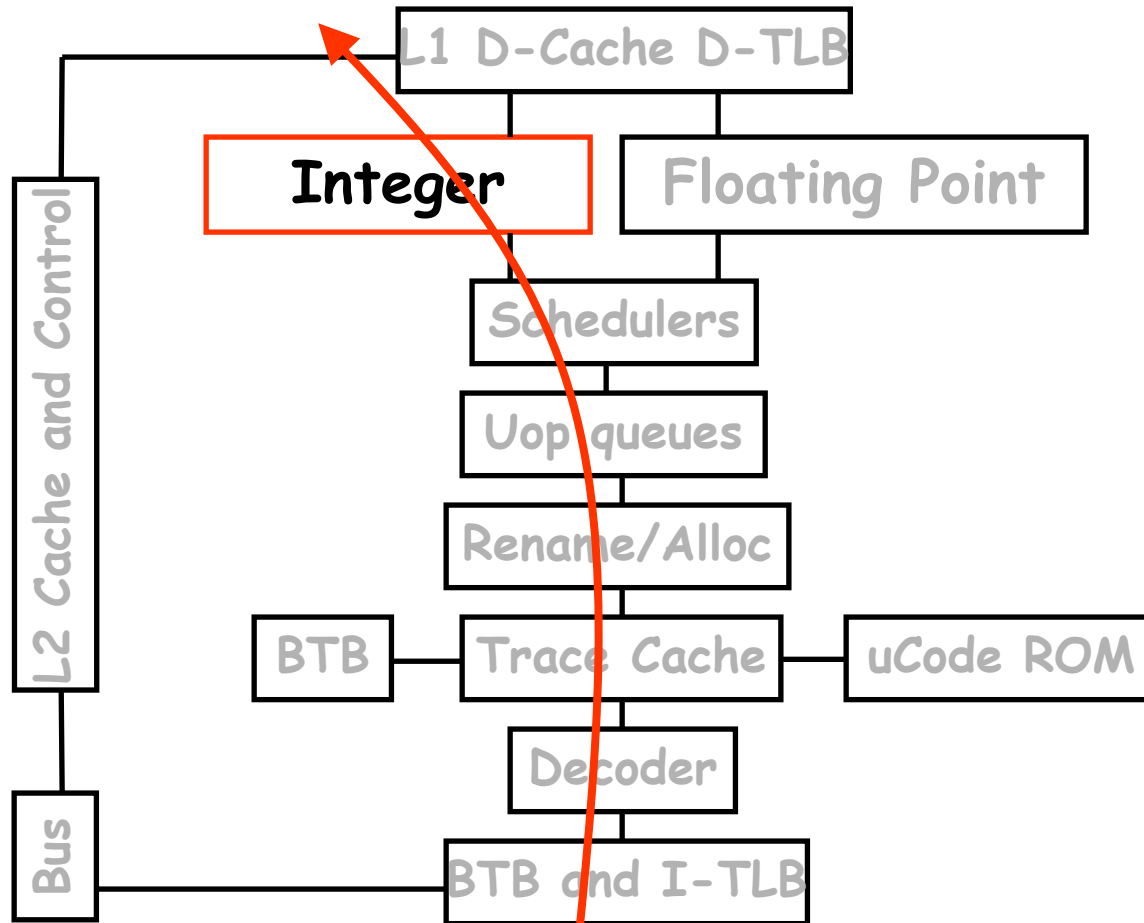 L1 D-Cache D-TLB
Integer
Floating Point
L2 Cache and Control
Schedulers
Uop queues
Rename/Alloc
BTB
Trace Cache
uCode ROM
Decoder
Bus
BTB and I-TLB